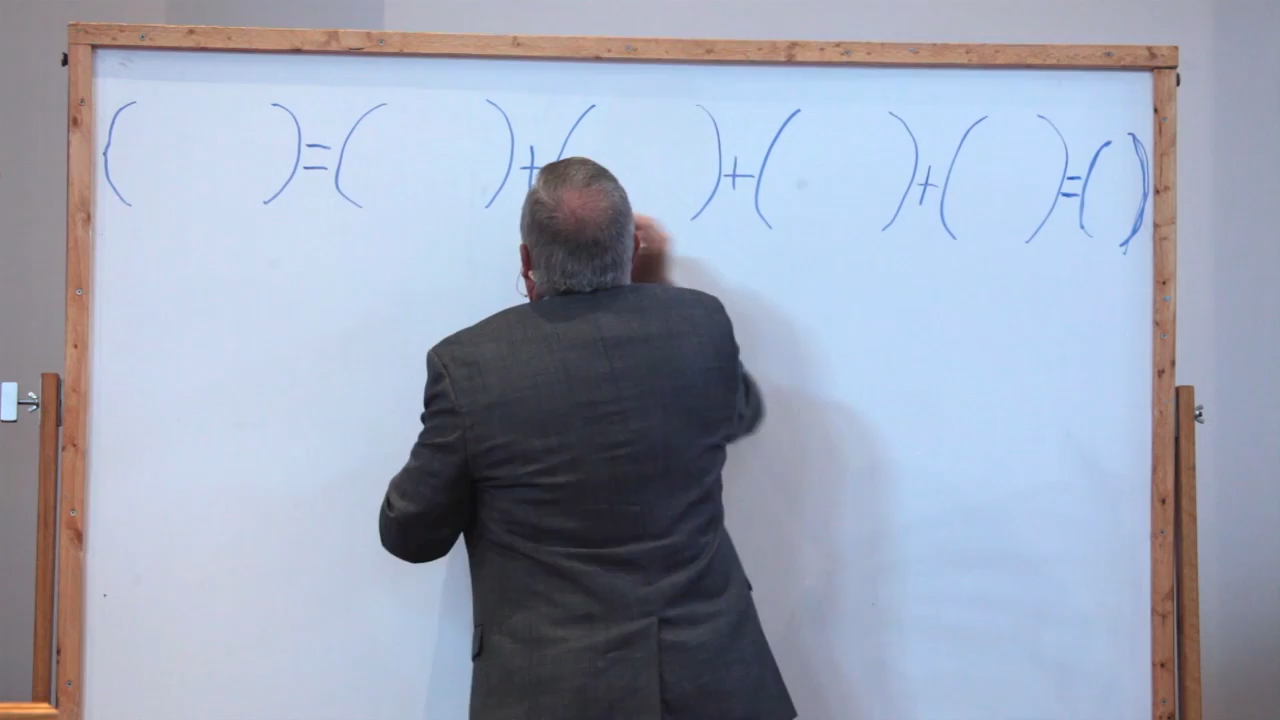 ( ) = ( ) + ( ) + ( ) + ( ) = ( )